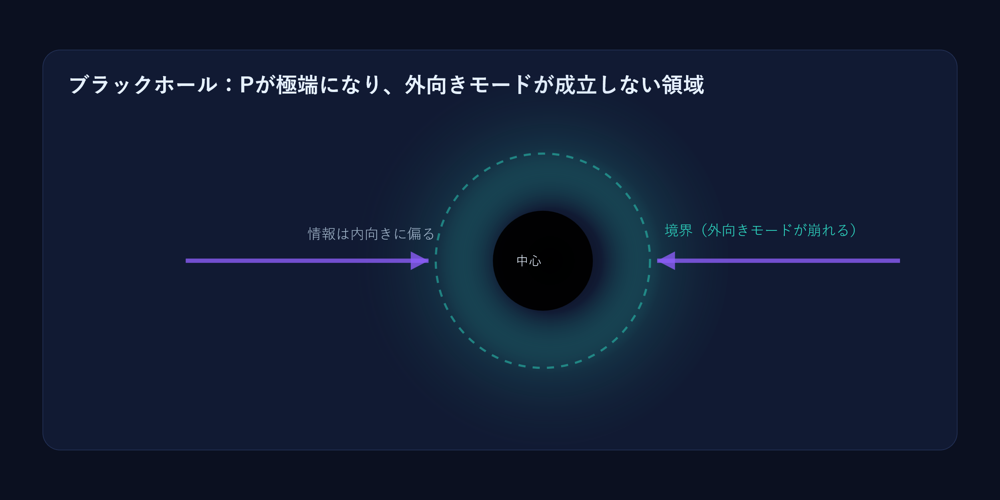 ブラックホール：Pが極端になり、外向きモードが成立しない領域
情報は内向きに偏る
境界（外向きモードが崩れる）
中心